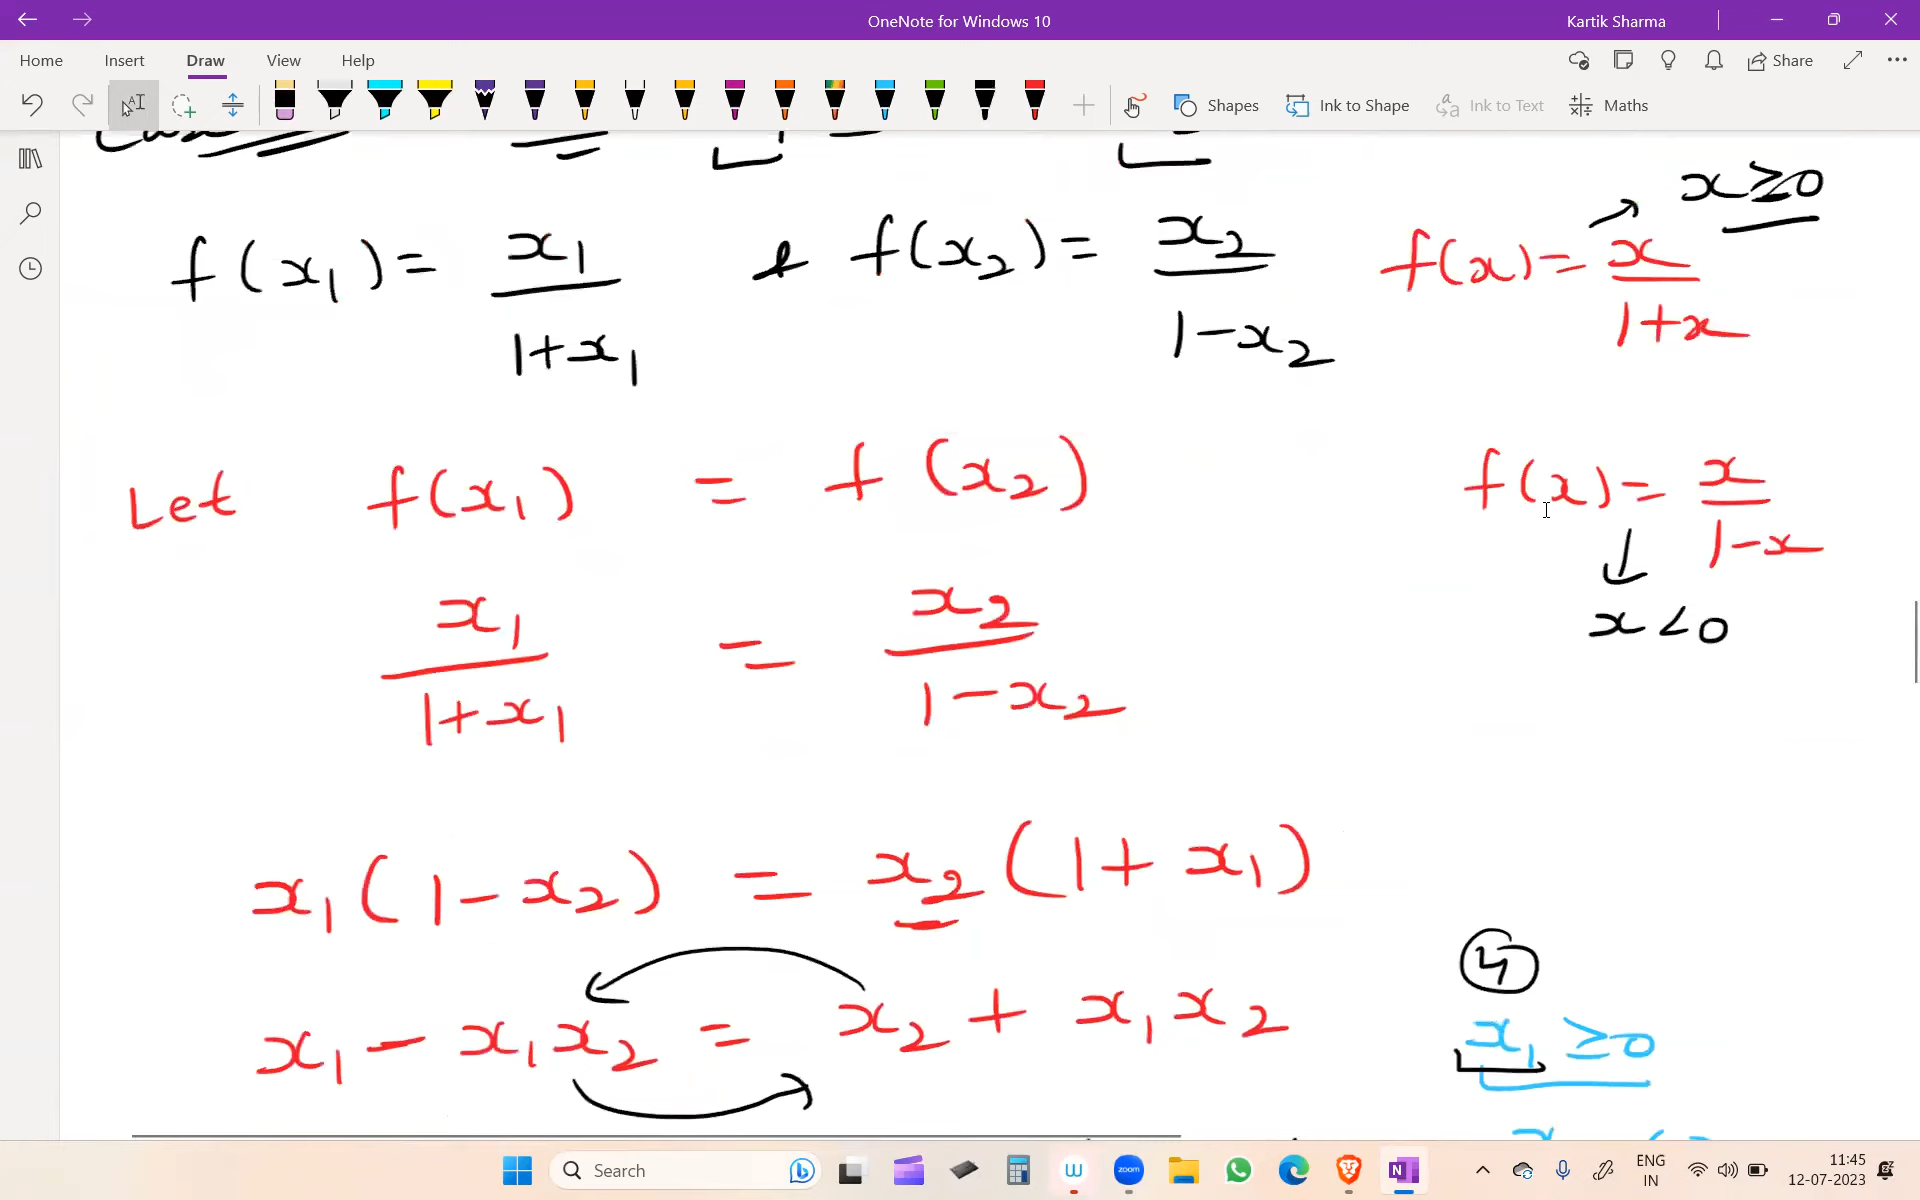 OneNote for Windows 10
Kartik Sharma
Home Insert Draw View Help
Share
Shapes Ink to Shape Ink to Text Maths
x≥0
f(x₁)= x₁/1+x₁ & f(x₂)= x₂/1-x₂
f(x)= x/1+x
Let f(x₁) = f(x₂)
f(x)= x/1-x
x<0
x₁/1+x₁ = x₂/1-x₂
x₁(1-x₂) = x₂(1+x₁)
④
x₁ - x₁x₂ = x₂ + x₁x₂
x₁ ≥0
Search
zoom
ENG
IN
11:45
12-07-2023